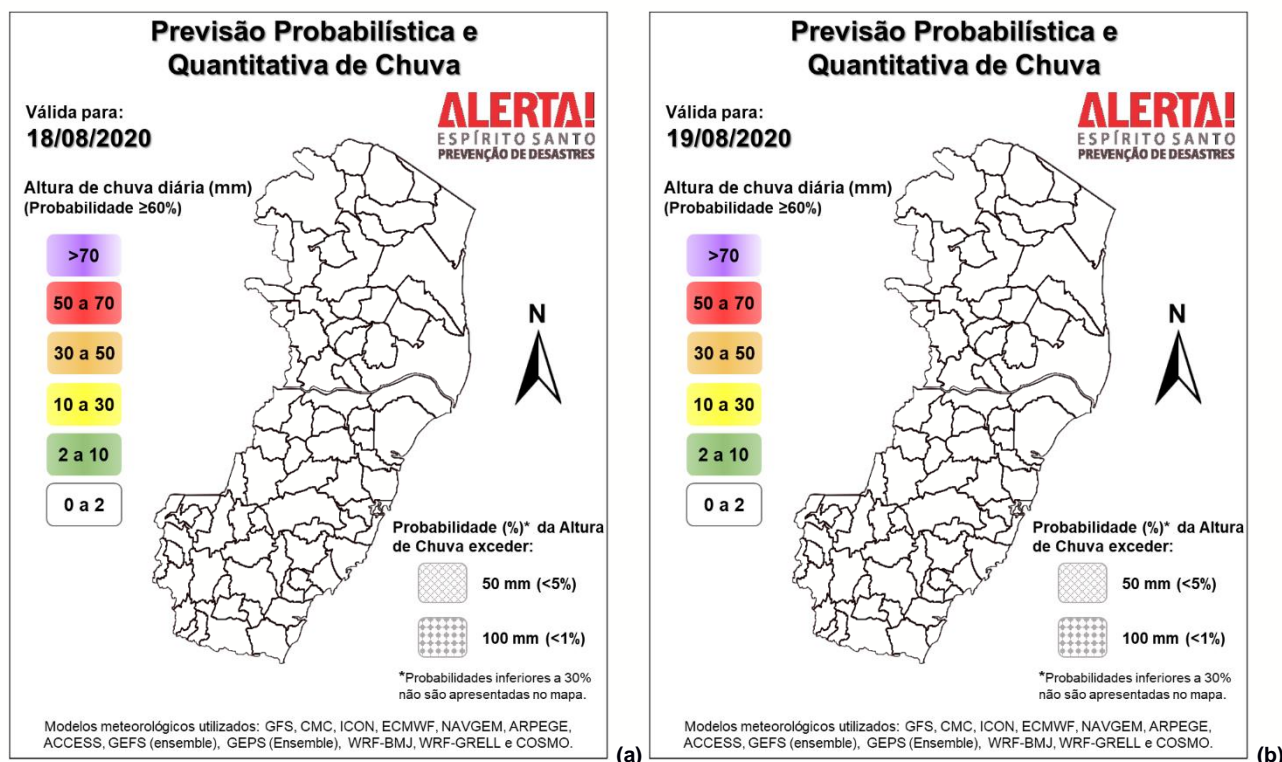 Previsão Probabilística e
Quantitativa de Chuva
Válida para:
18/08/2020
ALERTA!
ESPÍRITO SANTO
PREVENÇÃO DE DESASTRES
Altura de chuva diária (mm)
(Probabilidade ≥60%)
>70
50 a 70
30 a 50
10 a 30
2 a 10
0 a 2
N
Probabilidade (%)* da Altura
de Chuva exceder:
50 mm (<5%)
100 mm (<1%)
*Probabilidades inferiores a 30%
não são apresentadas no mapa.
Modelos meteorológicos utilizados: GFS, CMC, ICON, ECMWF, NAVGEM, ARPEGE,
ACCESS, GEFS (ensemble), GEPS (Ensemble), WRF-BMJ, WRF-GRELL e COSMO.
(a)
Previsão Probabilística e
Quantitativa de Chuva
Válida para:
19/08/2020
ALERTA!
ESPÍRITO SANTO
PREVENÇÃO DE DESASTRES
Altura de chuva diária (mm)
(Probabilidade ≥60%)
>70
50 a 70
30 a 50
10 a 30
2 a 10
0 a 2
N
Probabilidade (%)* da Altura
de Chuva exceder:
50 mm (<5%)
100 mm (<1%)
*Probabilidades inferiores a 30%
não são apresentadas no mapa.
Modelos meteorológicos utilizados: GFS, CMC, ICON, ECMWF, NAVGEM, ARPEGE,
ACCESS, GEFS (ensemble), GEPS (Ensemble), WRF-BMJ, WRF-GRELL e COSMO.
(b)